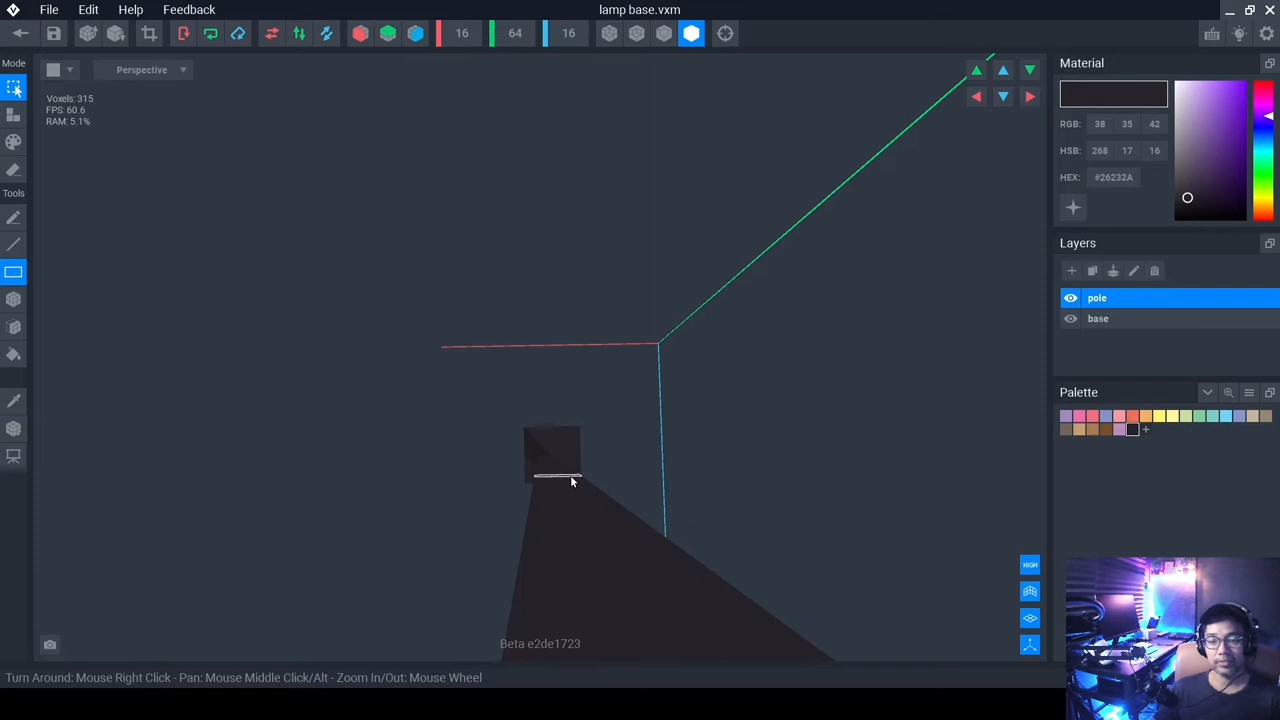 File Edit Help Feedback lamp base.vxm
16 64 16
Mode
Perspective
Material
Voxels: 315
FPS: 60.6
RAM: 5.1%
RGB: 38 35 42
HSB: 268 17 16
HEX: #26232A
Tools
Layers
pole
base
Palette
HIGH
Beta e2de1723
Turn Around: Mouse Right Click - Pan: Mouse Middle Click/Alt - Zoom In/Out: Mouse Wheel